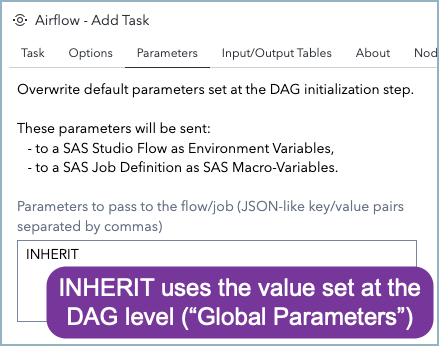 Airflow - Add Task
Task Options Parameters Input/Output Tables About Nod
Overwrite default parameters set at the DAG initialization step.
These parameters will be sent:
- to a SAS Studio Flow as Environment Variables,
- to a SAS Job Definition as SAS Macro-Variables.
Parameters to pass to the flow/job (JSON-like key/value pairs
separated by commas)
INHERIT
INHERIT uses the value set at the
DAG level (“Global Parameters”)